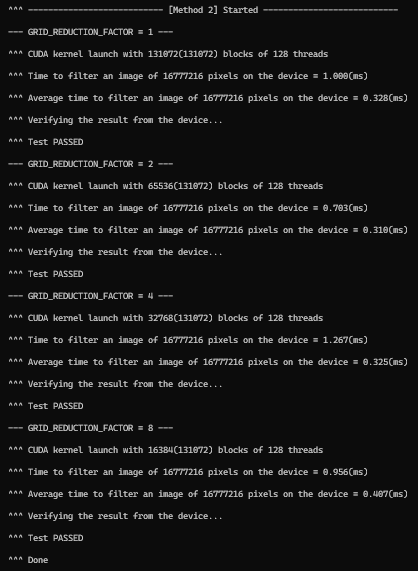 ^^^ -------------------------- [Method 2] Started --------------------------
--- GRID_REDUCTION_FACTOR = 1 ---
^^^ CUDA kernel launch with 131072(131072) blocks of 128 threads
^^^ Time to filter an image of 16777216 pixels on the device = 1.000(ms)
^^^ Average time to filter an image of 16777216 pixels on the device = 0.328(ms)
^^^ Verifying the result from the device...
^^^ Test PASSED
--- GRID_REDUCTION_FACTOR = 2 ---
^^^ CUDA kernel launch with 65536(131072) blocks of 128 threads
^^^ Time to filter an image of 16777216 pixels on the device = 0.703(ms)
^^^ Average time to filter an image of 16777216 pixels on the device = 0.310(ms)
^^^ Verifying the result from the device...
^^^ Test PASSED
--- GRID_REDUCTION_FACTOR = 4 ---
^^^ CUDA kernel launch with 32768(131072) blocks of 128 threads
^^^ Time to filter an image of 16777216 pixels on the device = 1.267(ms)
^^^ Average time to filter an image of 16777216 pixels on the device = 0.325(ms)
^^^ Verifying the result from the device...
^^^ Test PASSED
--- GRID_REDUCTION_FACTOR = 8 ---
^^^ CUDA kernel launch with 16384(131072) blocks of 128 threads
^^^ Time to filter an image of 16777216 pixels on the device = 0.956(ms)
^^^ Average time to filter an image of 16777216 pixels on the device = 0.407(ms)
^^^ Verifying the result from the device...
^^^ Test PASSED
^^^ Done